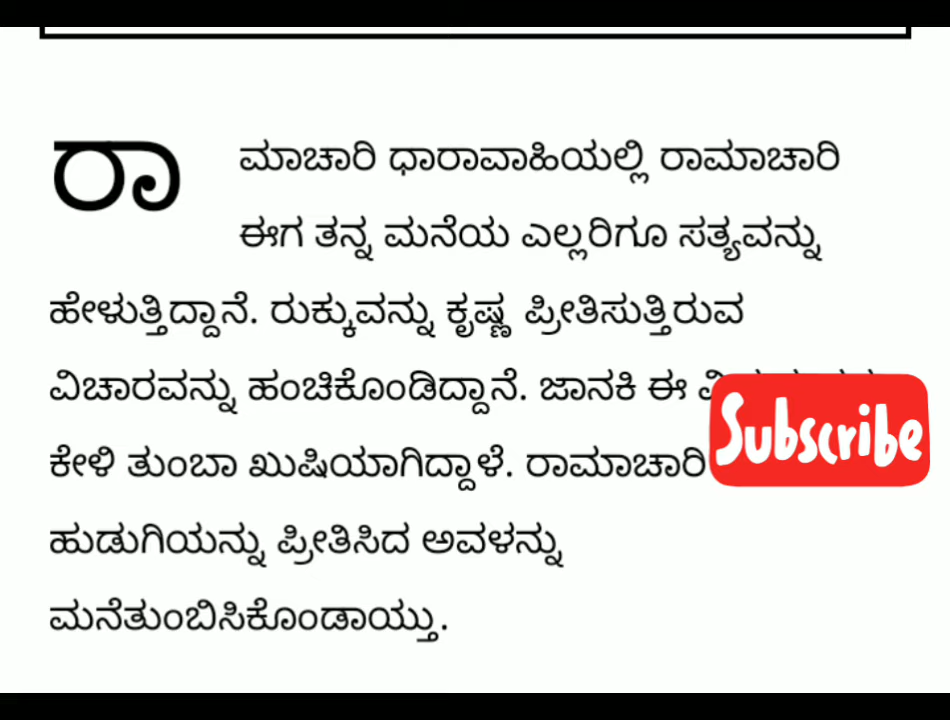 ರಾಮಾಚಾರಿ ಧಾರಾವಾಹಿಯಲ್ಲಿ ರಾಮಾಚಾರಿ
ಈಗ ತನ್ನ ಮನೆಯ ಎಲ್ಲರಿಗೂ ಸತ್ಯವನ್ನು
ಹೇಳುತ್ತಿದ್ದಾನೆ. ರುಕ್ಕುವನ್ನು ಕೃಷ್ಣ ಪ್ರೀತಿಸುತ್ತಿರುವ
ವಿಚಾರವನ್ನು ಹಂಚಿಕೊಂಡಿದ್ದಾನೆ. ಜಾನಕಿ ಈ
ಕೇಳಿ ತುಂಬಾ ಖುಷಿಯಾಗಿದ್ದಾಳೆ. ರಾಮಾಚಾರಿ
Subscribe
ಹುಡುಗಿಯನ್ನು ಪ್ರೀತಿಸಿದ ಅವಳನ್ನು
ಮನೆತುಂಬಿಸಿಕೊಂಡಾಯ್ತು.